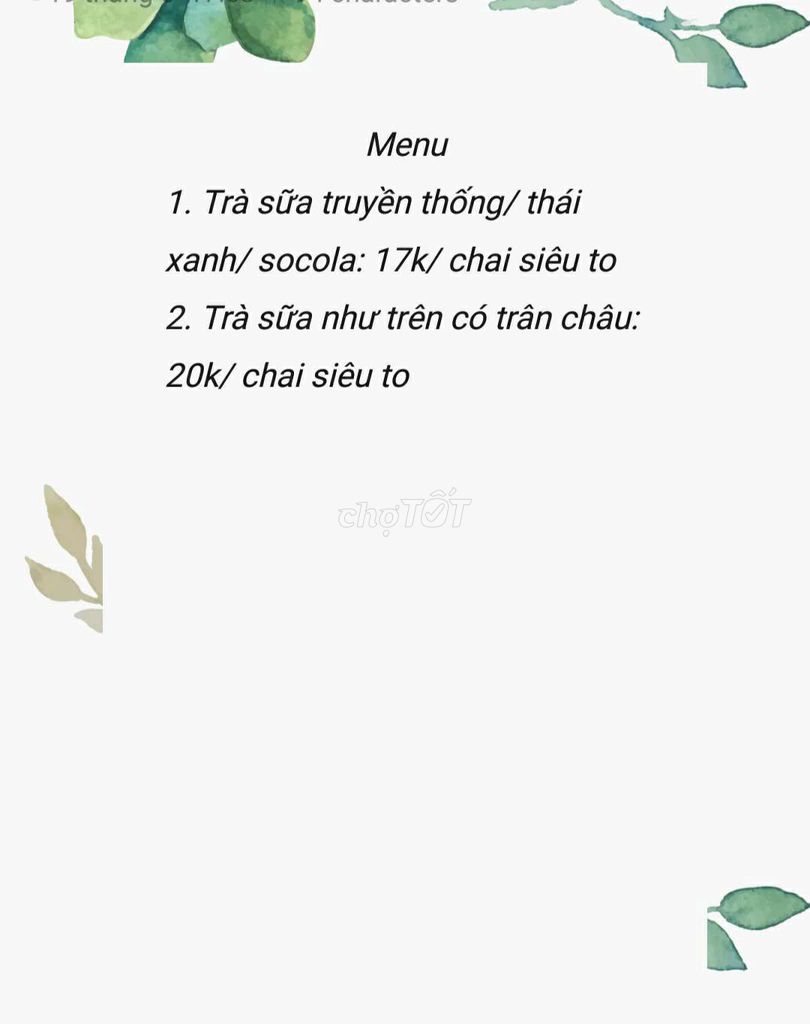 Menu
1. Trà sữa truyền thống/ thái
xanh/ socola: 17k/ chai siêu to
2. Trà sữa như trên có trân châu:
20k/ chai siêu to
chợTỐT